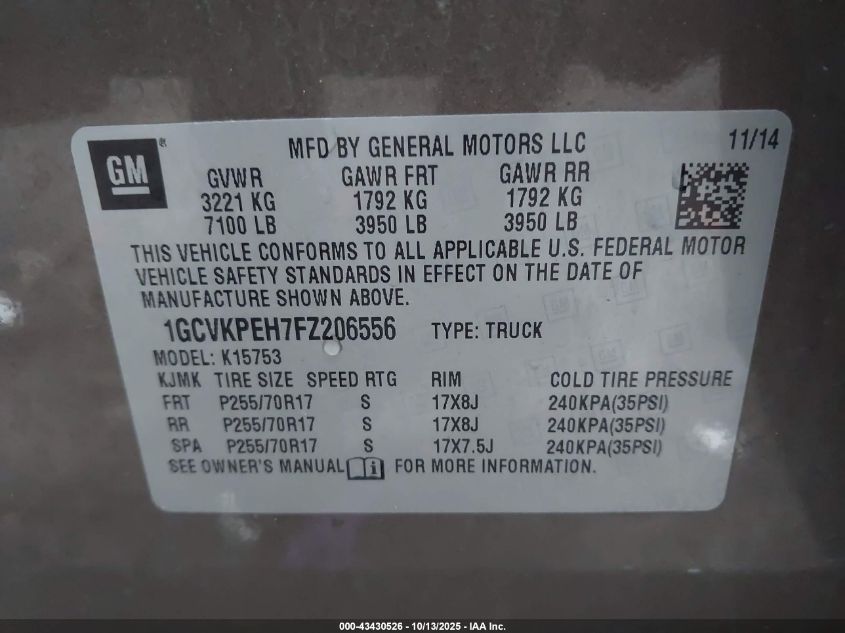 GM
MFD BY GENERAL MOTORS LLC 11/14
GVWR GAWR FRT GAWR RR
3221 KG 1792 KG 1792 KG
7100 LB 3950 LB 3950 LB
THIS VEHICLE CONFORMS TO ALL APPLICABLE U.S. FEDERAL MOTOR
VEHICLE SAFETY STANDARDS IN EFFECT ON THE DATE OF
MANUFACTURE SHOWN ABOVE.
1GCVKPEH7FZ206556 TYPE: TRUCK
MODEL: K15753
KJMK TIRE SIZE SPEED RTG RIM COLD TIRE PRESSURE
FRT P255/70R17 S 17X8J 240KPA(35PSI)
RR P255/70R17 S 17X8J 240KPA(35PSI)
SPA P255/70R17 S 17X7.5J 240KPA(35PSI)
SEE OWNER'S MANUAL FOR MORE INFORMATION.
000-43430526 - 10/13/2025 - IAA Inc.